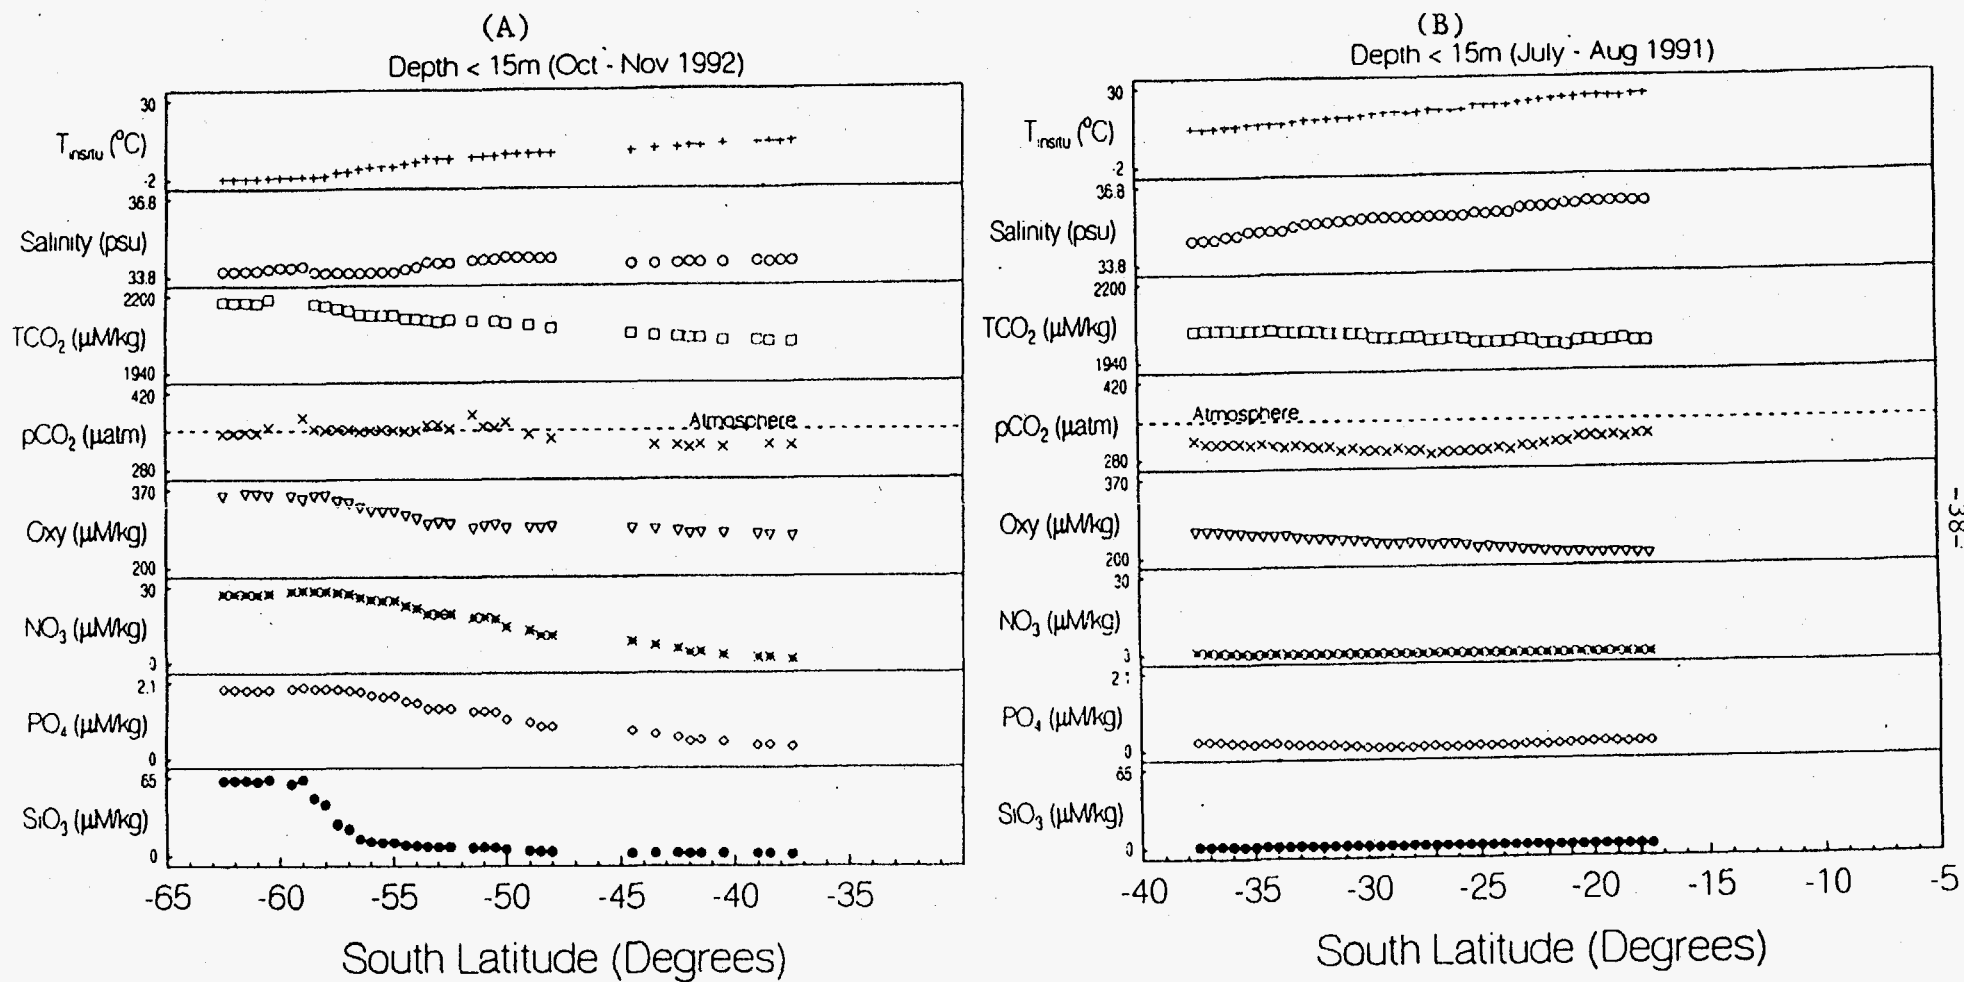 (A)
Depth < 15m (Oct - Nov 1992)
30
T insitu (°C)
-2
36.8
Salinity (psu)
33.8
2200
TCO₂ (µM/kg)
1940
420
Atmosphere
pCO₂ (µatm)
280
370
Oxy (µM/kg)
200
30
NO₃ (µM/kg)
0
2.1
PO₄ (µM/kg)
0
65
SiO₃ (µM/kg)
0
-65 -60 -55 -50 -45 -40 -35
South Latitude (Degrees)
(B)
Depth < 15m (July - Aug 1991)
30
T insitu (°C)
-2
36.8
Salinity (psu)
33.8
2200
TCO₂ (µM/kg)
1940
420
Atmosphere
pCO₂ (µatm)
280
370
Oxy (µM/kg)
200
30
NO₃ (µM/kg)
PO₄ (µM/kg)
0
65
SiO₃ (µM/kg)
-40 -35 -30 -25 -20 -15 -10 -5
South Latitude (Degrees)
-38-